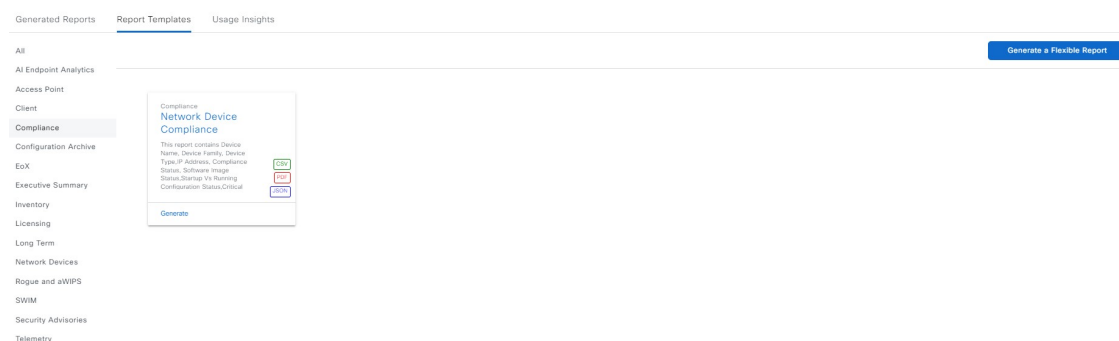 Generated Reports
Report Templates
Usage Insights
Generate a Flexible Report
All
AI Endpoint Analytics
Access Point
Client
Compliance
Configuration Archive
EoX
Executive Summary
Inventory
Licensing
Long Term
Network Devices
Rogue and aWIPS
SWIM
Security Advisories
Telemetry
Compliance
Network Device
Compliance
This report contains Device
Name, Device Family, Device
Type,IP Address, Compliance
Status, Software Image
Status,Startup Vs Running
Configuration Status,Critical
CSV
PDF
JSON
Generate